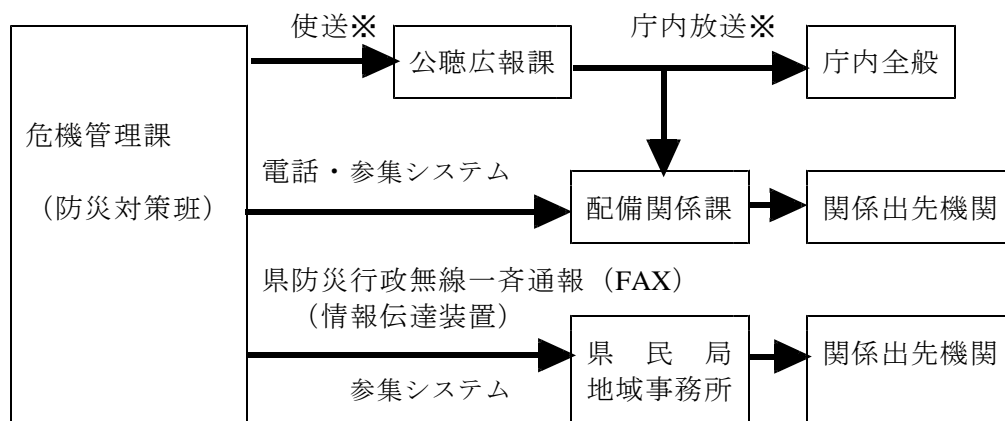 使送※
庁内放送※
公聴広報課
庁内全般
危機管理課
（防災対策班）
電話・参集システム
配備関係課
関係出先機関
県防災行政無線一斉通報（FAX）
（情報伝達装置）
県民局
地域事務所
関係出先機関
参集システム